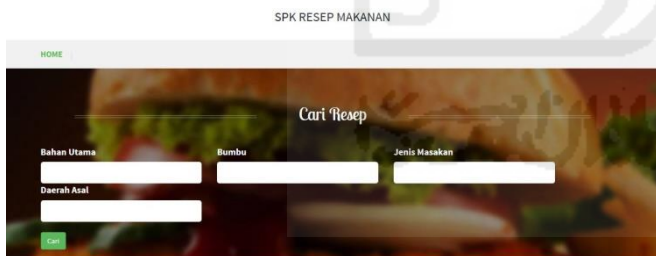 SPK RESEP MAKANAN
HOME
Cari Resep
Bahan Utama Bumbu Jenis Masakan
Daerah Asal
Cari